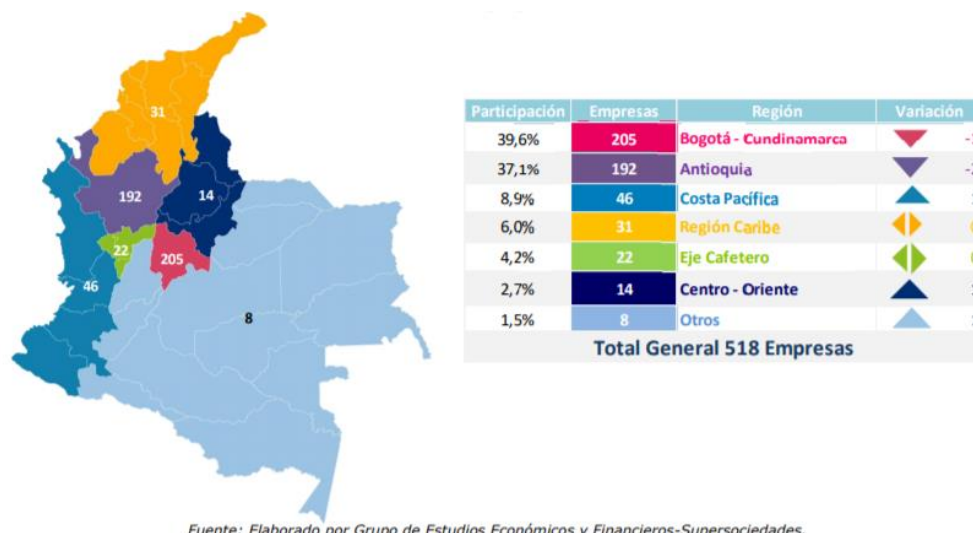 31
192
14
22
205
46
8
Participación Empresas Región Variación
39,6% 205 Bogotá - Cundinamarca
37,1% 192 Antioquia
8,9% 46 Costa Pacífica
6,0% 31 Región Caribe
4,2% 22 Eje Cafetero
2,7% 14 Centro - Oriente
1,5% 8 Otros
Total General 518 Empresas
Fuente: Elaborado por Grupo de Estudios Económicos y Financieros-Supersociedades.